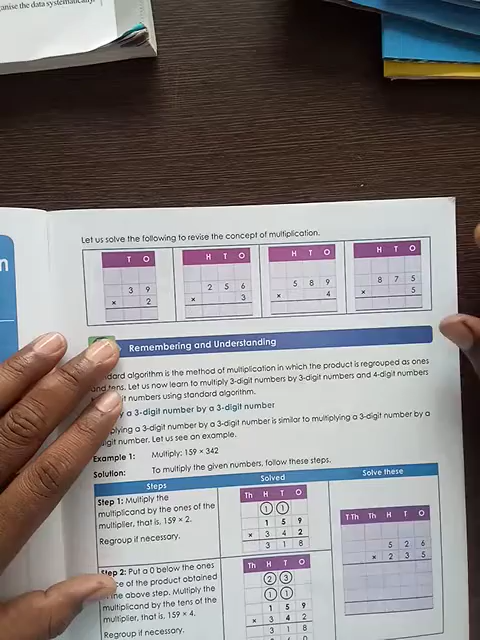 anise the data systematically.
n
Let us solve the following to revise the concept of multiplication.
T O
3 9
× 2
H T O
2 5 6
× 3
H T O
5 8 9
× 4
H T O
8 7 5
× 5
Remembering and Understanding
dard algorithm is the method of multiplication in which the product is regrouped as ones
and tens. Let us now learn to multiply 3-digit numbers by 3-digit numbers and 4-digit numbers
it numbers using standard algorithm.
y a 3-digit number by a 3-digit number
plying a 3-digit number by a 3-digit number is similar to multiplying a 3-digit number by a
digit number. Let us see an example.
Example 1: Multiply: 159 × 342
Solution: To multiply the given numbers, follow these steps.
Steps Solved Solve these
Step 1: Multiply the
multiplicand by the ones of the
multiplier, that is, 159 × 2.
Regroup if necessary.
Th H T O
1 1
1 5 9
× 3 4 2
3 1 8
T Th Th H T O
5 2 6
× 2 3 5
Step 2: Put a 0 below the ones
ce of the product obtained
the above step. Multiply the
multiplicand by the tens of the
multiplier, that is, 159 × 4.
Regroup if necessary.
Th H T O
2 3
1 1
1 5 9
× 3 4 2
3 1 8